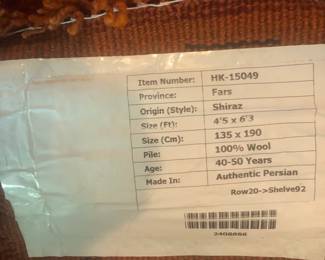 Item Number: HK-15049
Province: Fars
Origin (Style): Shiraz
Size (Ft): 4'5 x 6'3
Size (Cm): 135 x 190
Pile: 100% Wool
Age: 40-50 Years
Made In: Authentic Persian
Row20->Shelve92